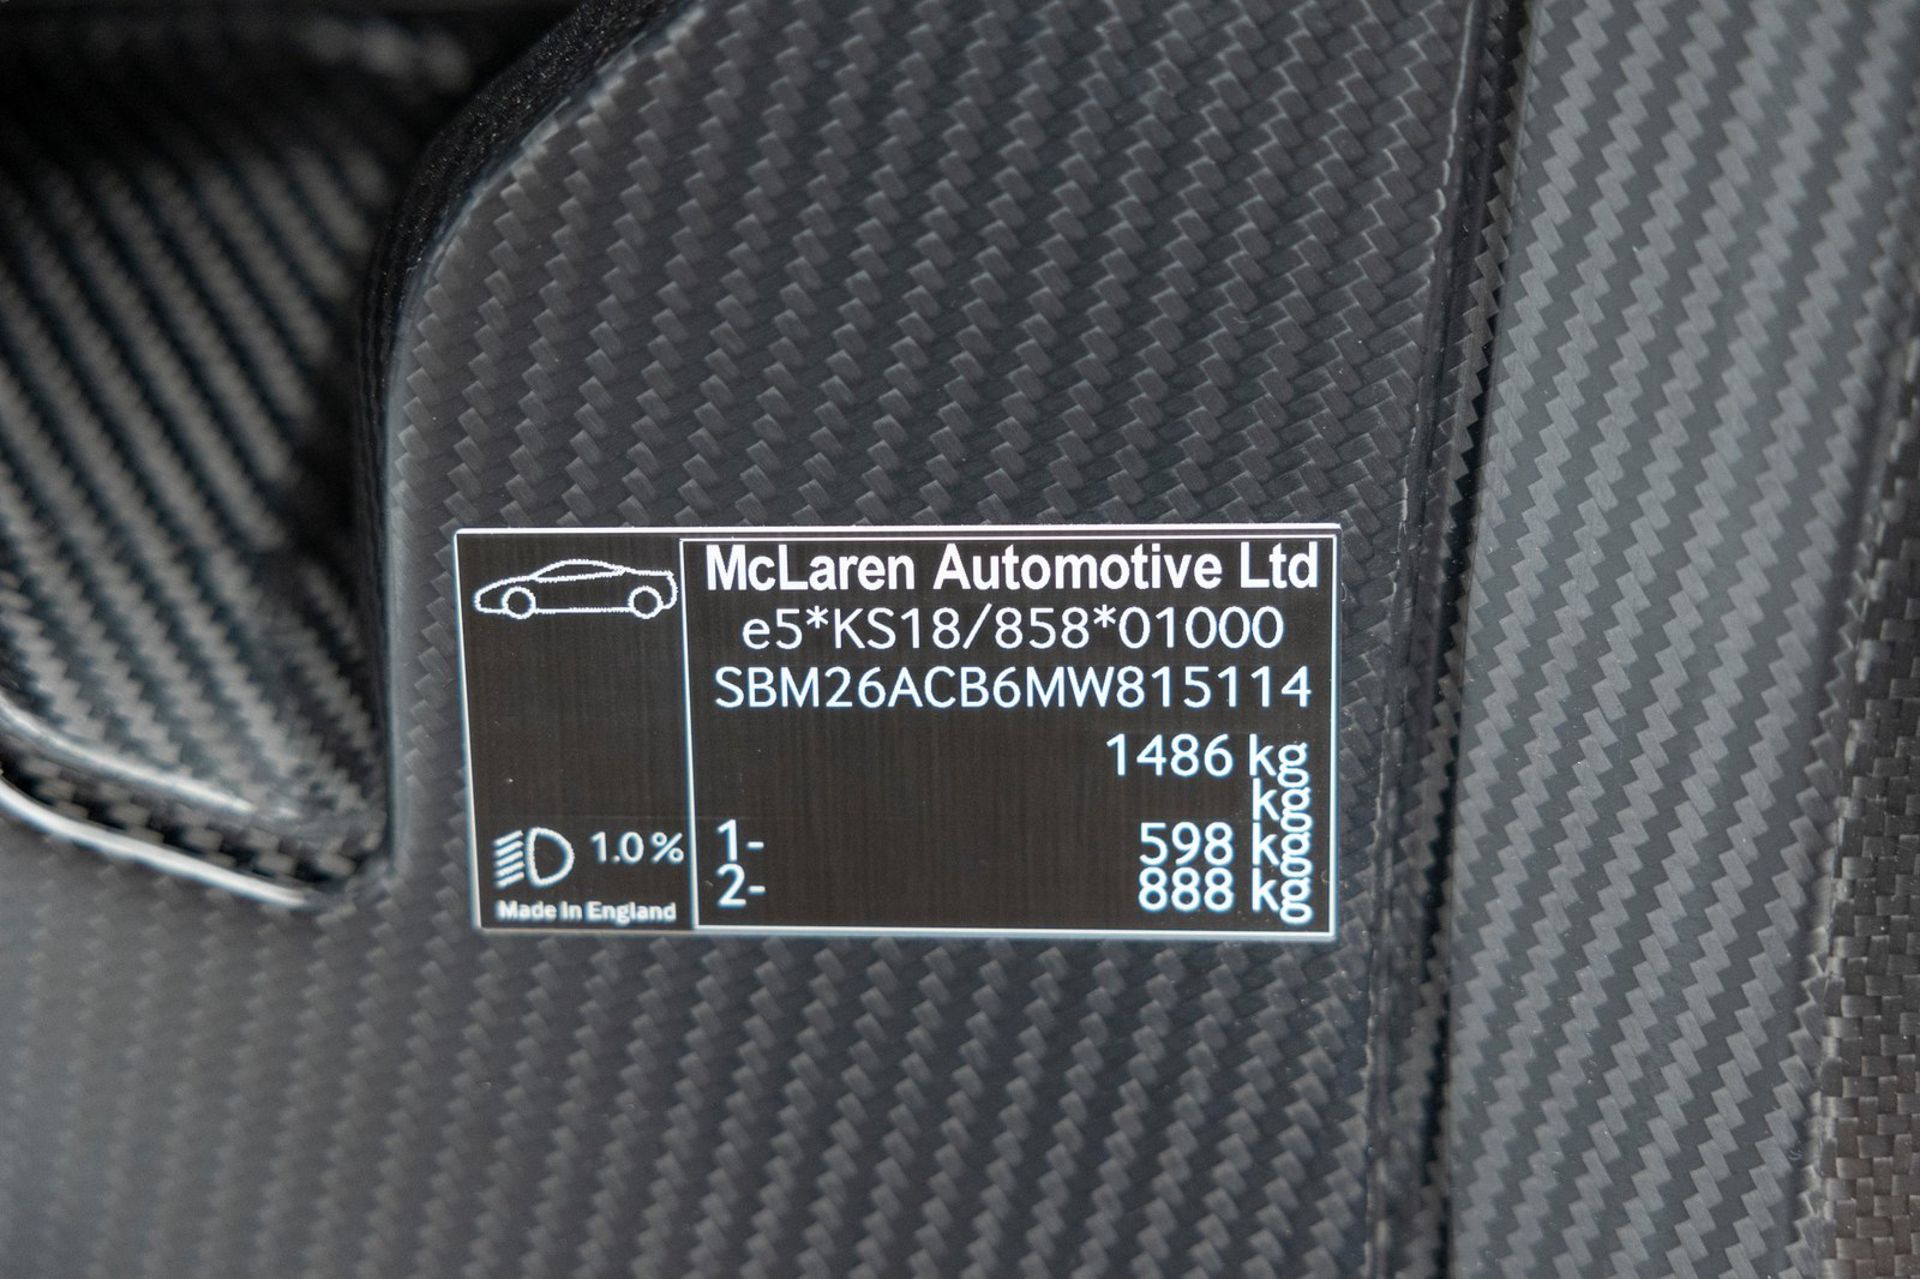 McLaren Automotive Ltd
e5*KS18/858*01000
SBM26ACB6MW815114
1486 kg
kg
1- 598 kg
2- 888 kg
1.0 %
Made In England